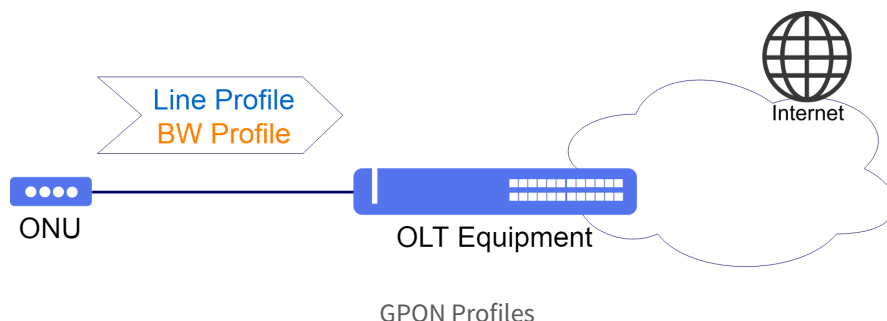 Line Profile
BW Profile
Internet
ONU
OLT Equipment
GPON Profiles